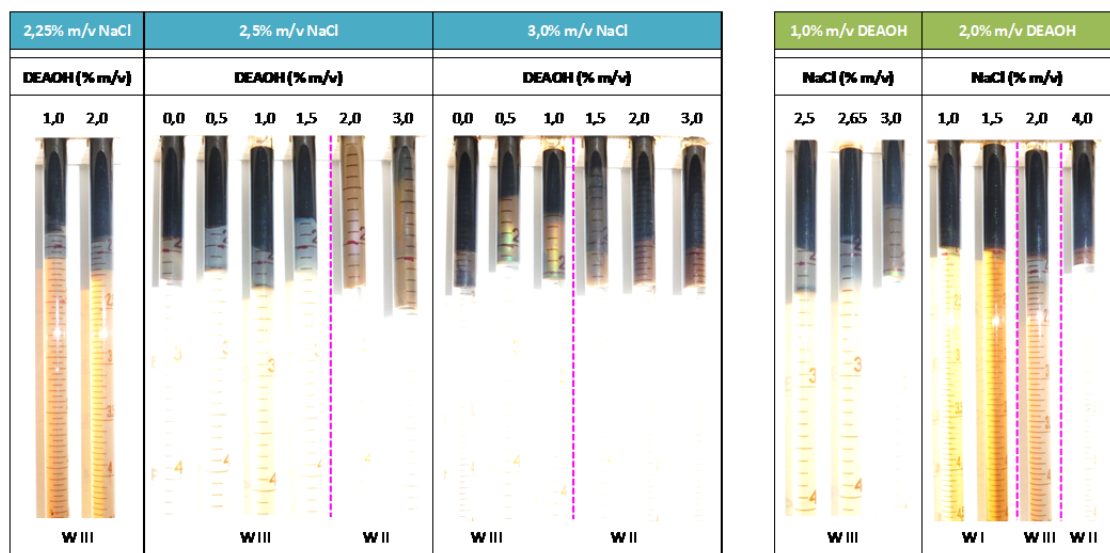 2,25% m/v NaCl 2,5% m/v NaCl 3,0% m/v NaCl 1,0% m/v DEAOH 2,0% m/v DEAOH
DEAOH (% m/v) DEAOH (% m/v) DEAOH (% m/v) NaCl (% m/v) NaCl (% m/v)
1,0 2,0 0,0 0,5 1,0 1,5 2,0 3,0 0,0 0,5 1,0 1,5 2,0 3,0 2,5 2,65 3,0 1,0 1,5 2,0 4,0
W III W III W II W III W II W III W I W III W II